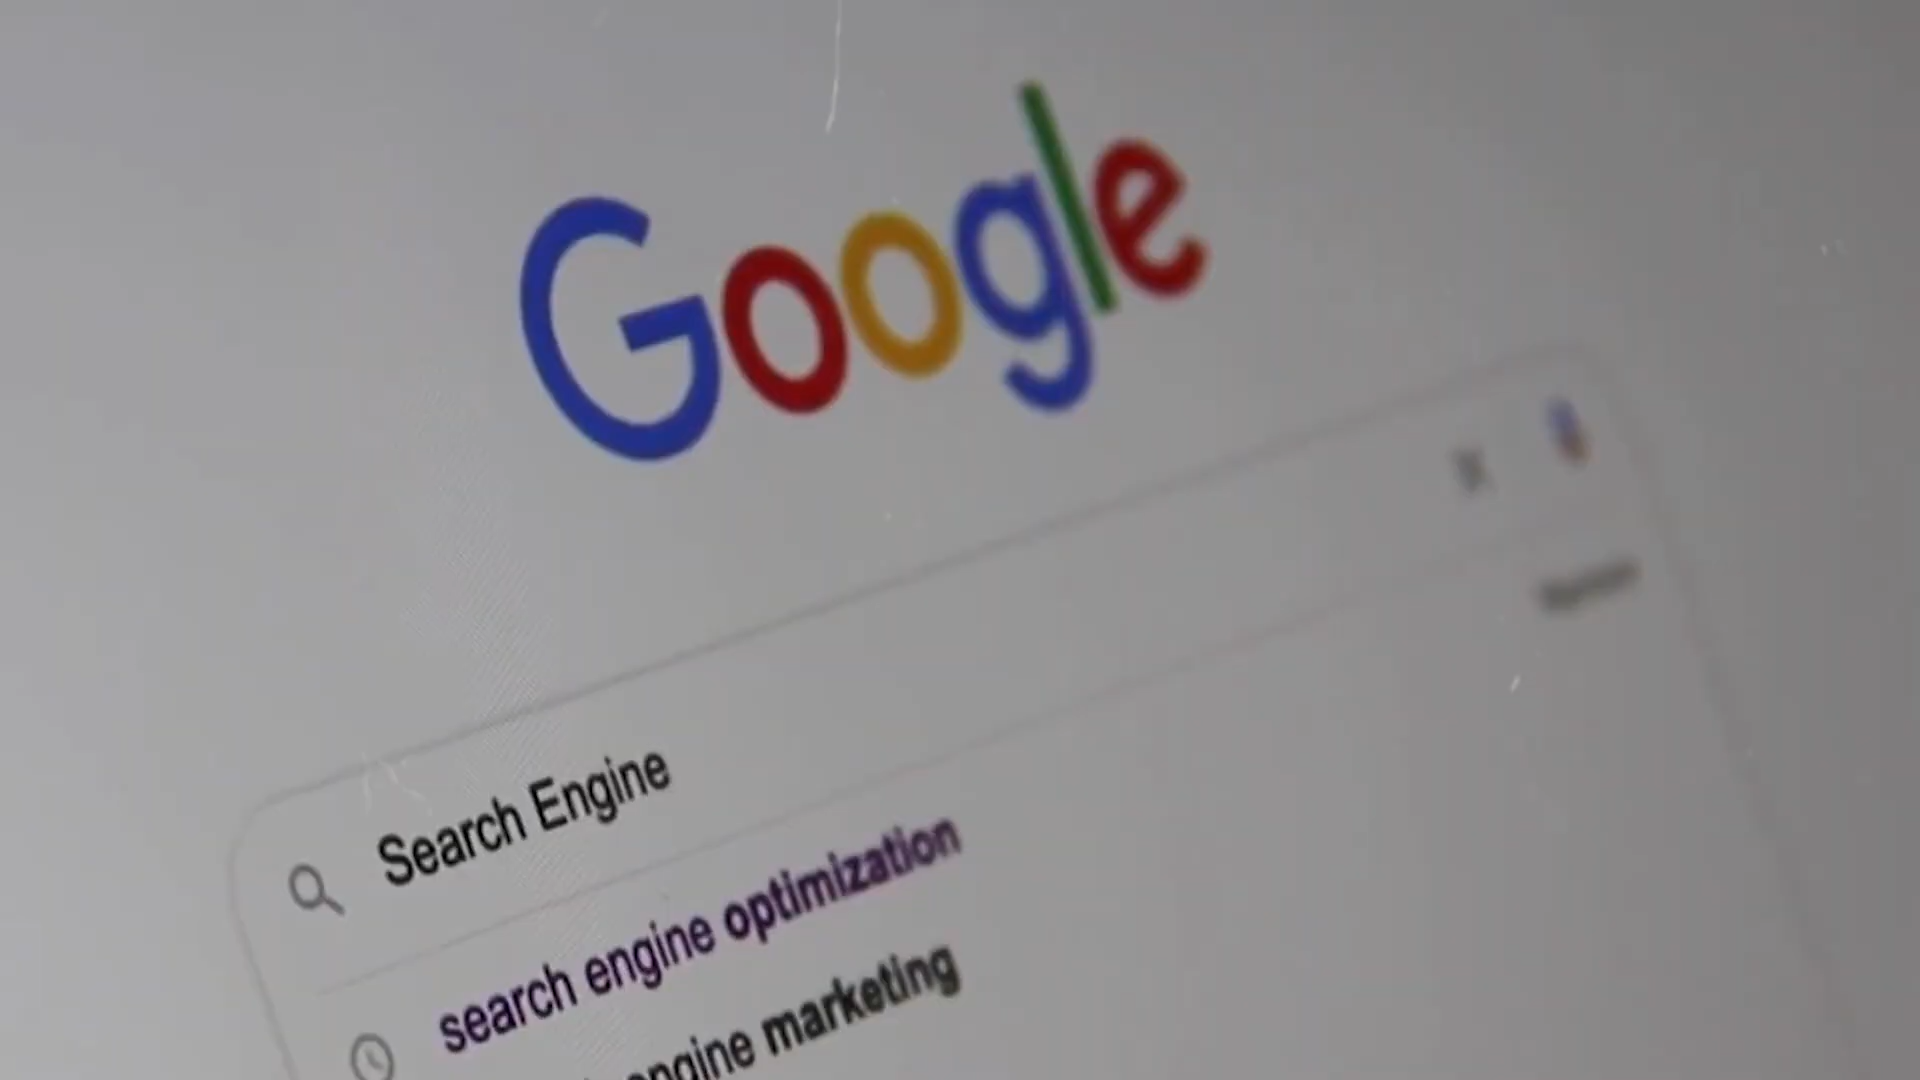 Google
Search Engine
search engine optimization
engine marketing